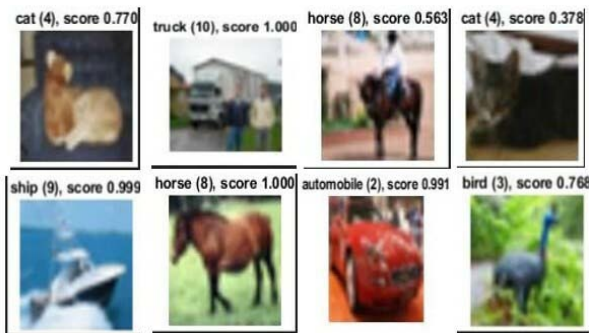 cat (4), score 0.770
truck (10), score 1.000
horse (8), score 0.563
cat (4), score 0.378
ship (9), score 0.999
horse (8), score 1.000
automobile (2), score 0.991
bird (3), score 0.768